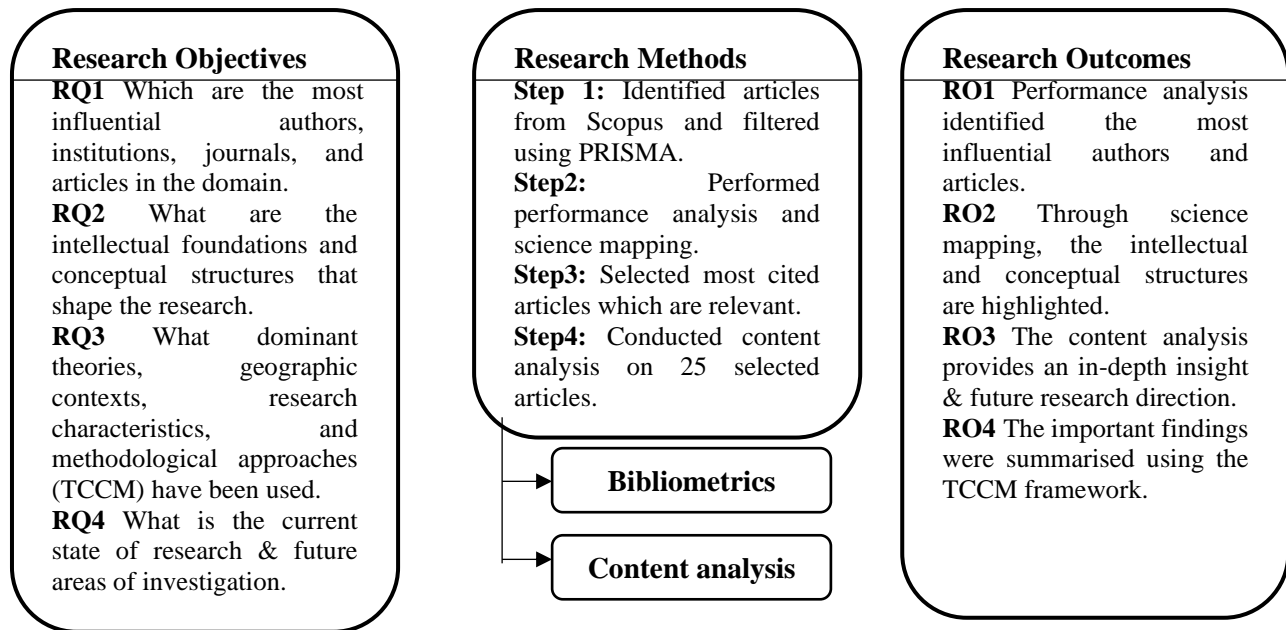 Research Objectives
RQ1 Which are the most
influential authors,
institutions, journals, and
articles in the domain.
RQ2 What are the
intellectual foundations and
conceptual structures that
shape the research.
RQ3 What dominant
theories, geographic
contexts, research
characteristics, and
methodological approaches
(TCCM) have been used.
RQ4 What is the current
state of research & future
areas of investigation.
Research Methods
Step 1: Identified articles
from Scopus and filtered
using PRISMA.
Step2: Performed
performance analysis and
science mapping.
Step3: Selected most cited
articles which are relevant.
Step4: Conducted content
analysis on 25 selected
articles.
Bibliometrics
Content analysis
Research Outcomes
RO1 Performance analysis
identified the most
influential authors and
articles.
RO2 Through science
mapping, the intellectual
and conceptual structures
are highlighted.
RO3 The content analysis
provides an in-depth insight
& future research direction.
RO4 The important findings
were summarised using the
TCCM framework.